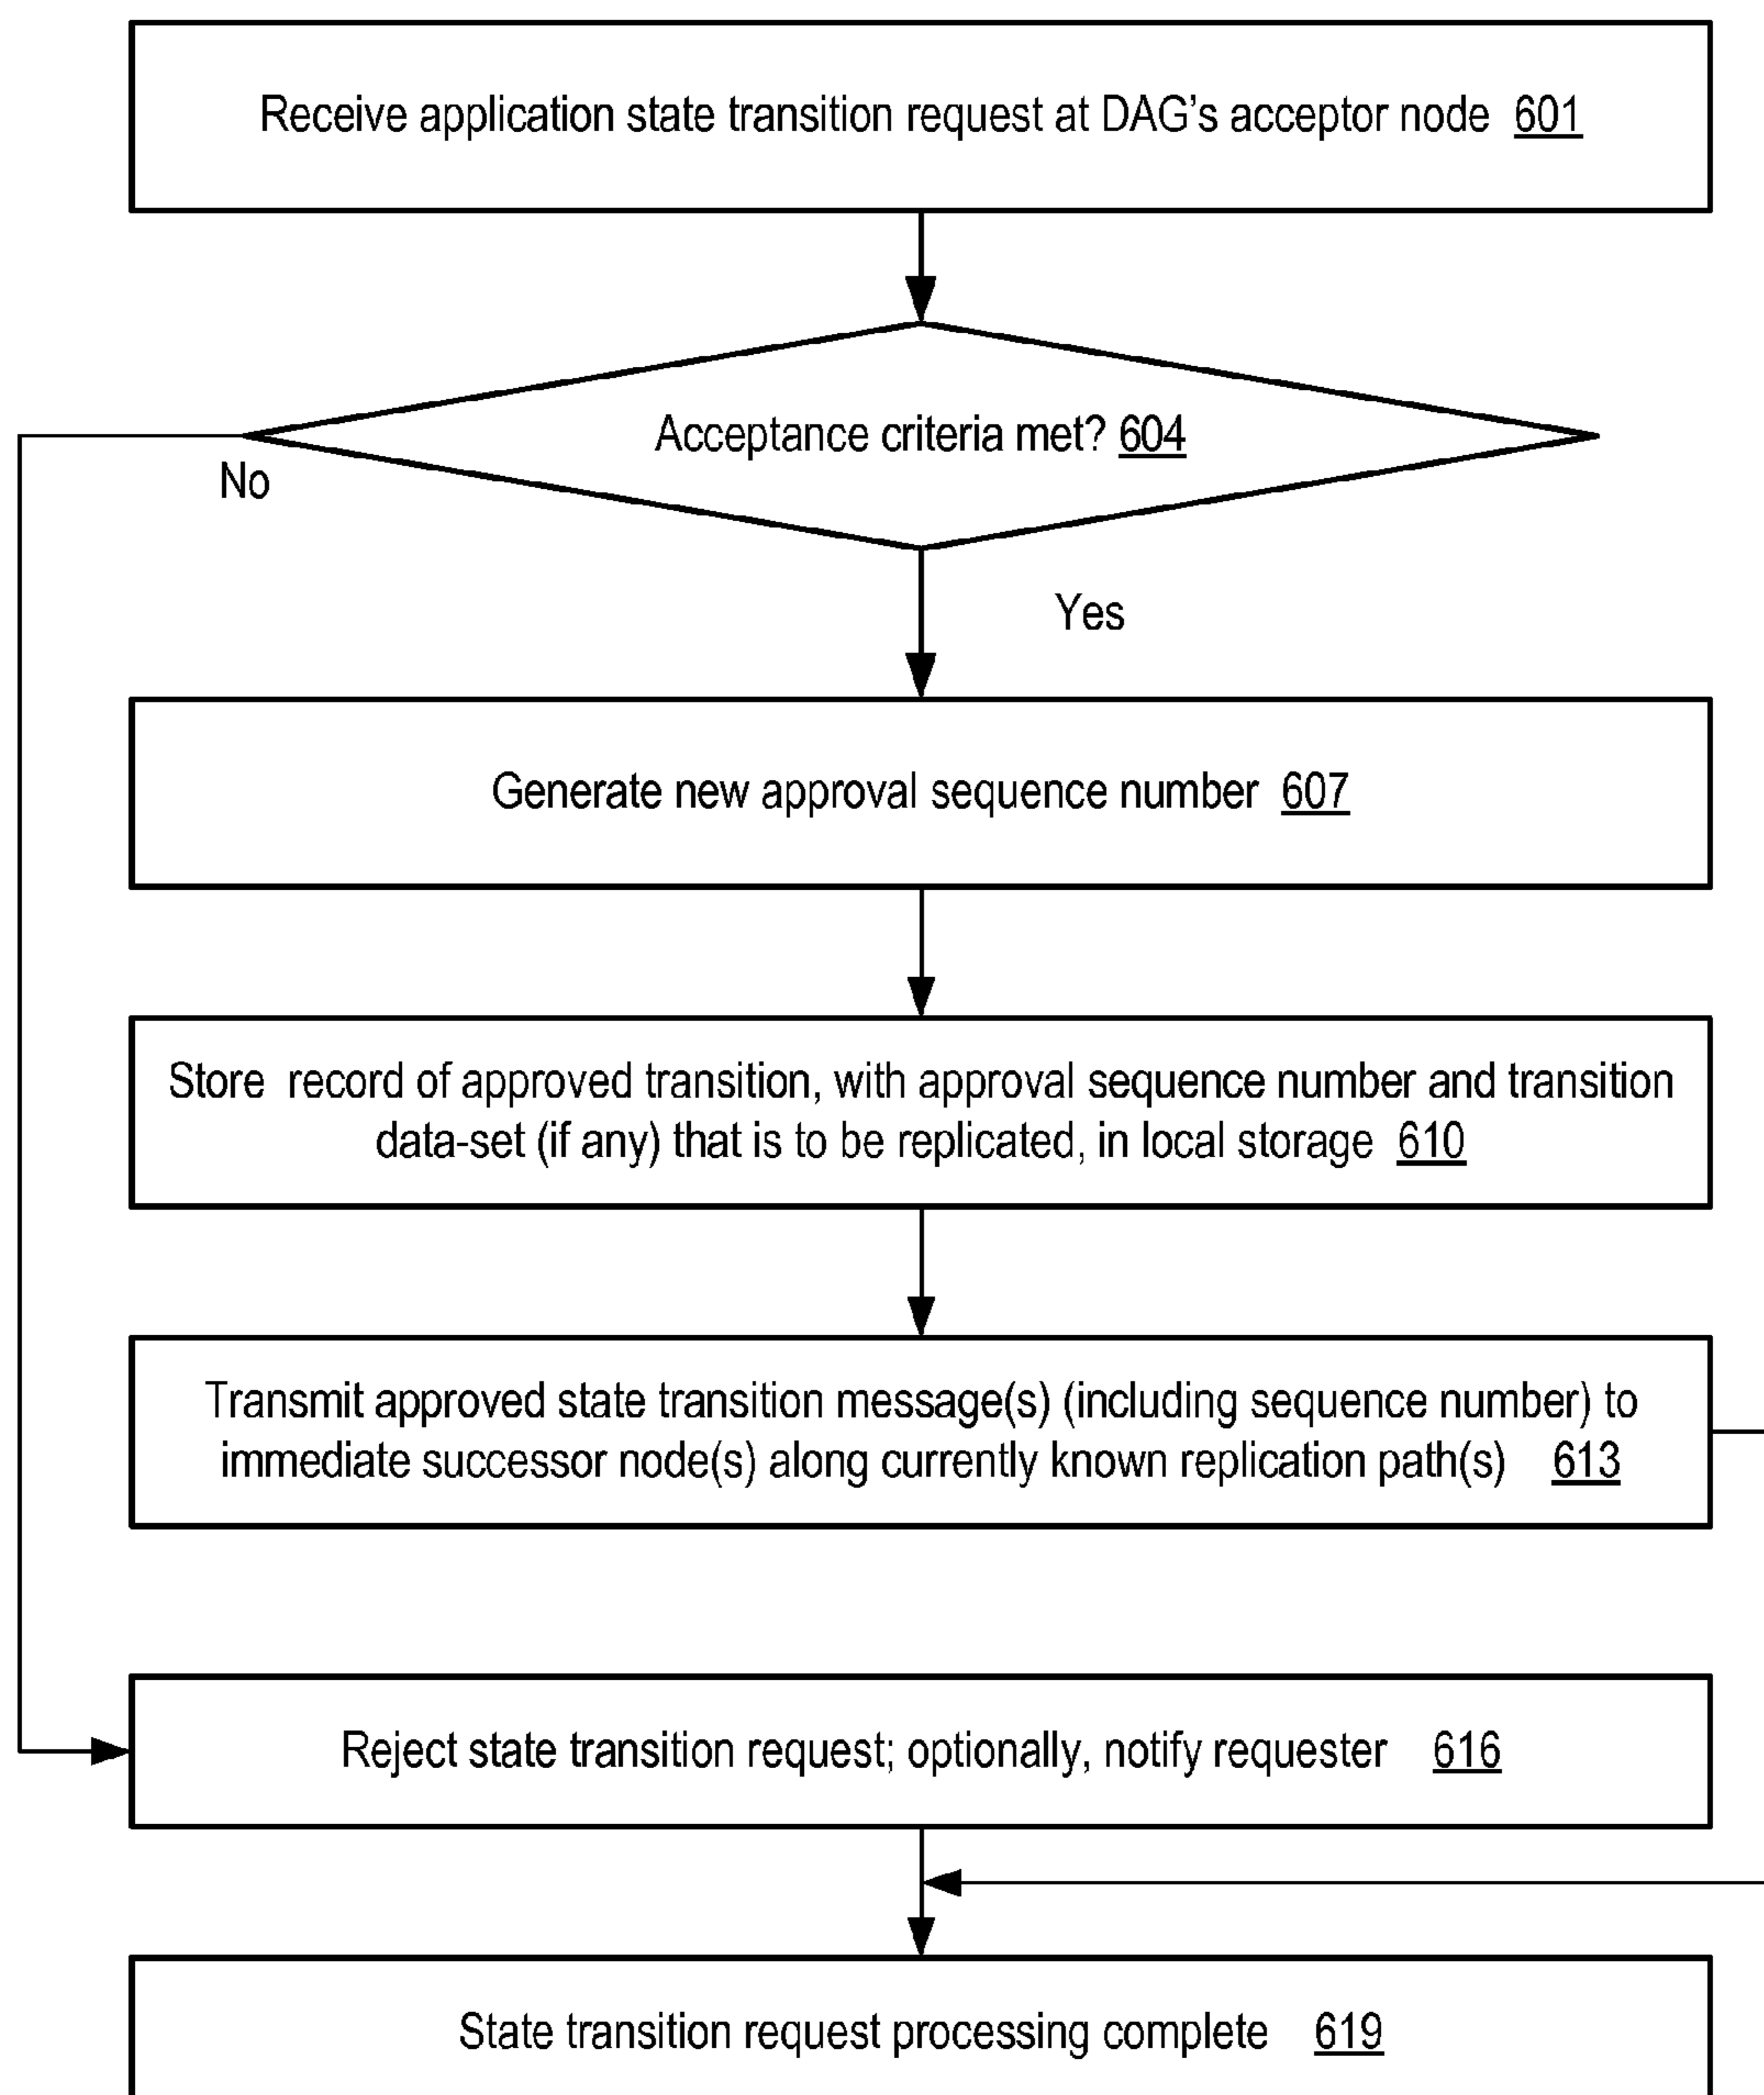 Receive application state transition request at DAG's acceptor node 601
Acceptance criteria met? 604
No
Yes
Generate new approval sequence number 607
Store record of approved transition, with approval sequence number and transition
data-set (if any) that is to be replicated, in local storage 610
Transmit approved state transition message(s) (including sequence number) to
immediate successor node(s) along currently known replication path(s) 613
Reject state transition request; optionally, notify requester 616
State transition request processing complete 619